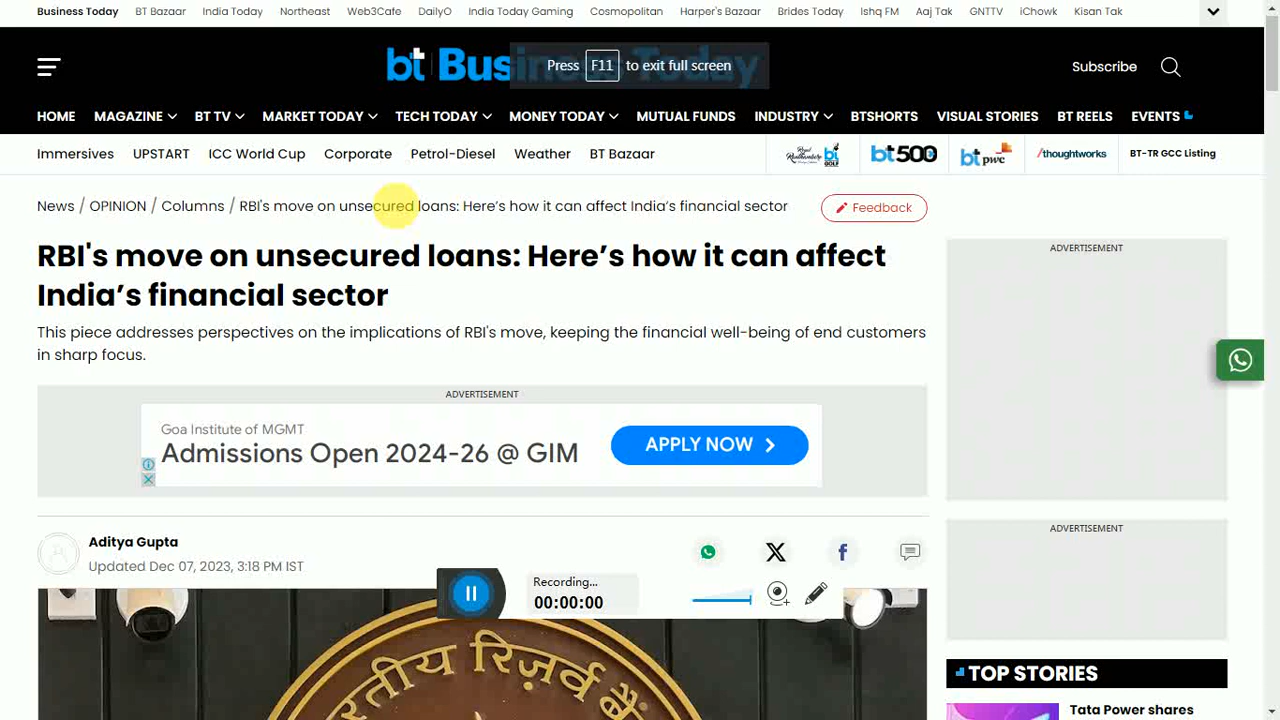 Business Today BT Bazaar India Today Northeast Web3Cafe DailyO India Today Gaming Cosmopolitan Harper's Bazaar Brides Today Ishq FM Aaj Tak GNTTV iChowk Kisan Tak
bt Business Today
Press F11 to exit full screen
Subscribe
HOME MAGAZINE BT TV MARKET TODAY TECH TODAY MONEY TODAY MUTUAL FUNDS INDUSTRY BTSHORTS VISUAL STORIES BT REELS EVENTS
Immersives UPSTART ICC World Cup Corporate Petrol-Diesel Weather BT Bazaar bt500 bt pwc /thoughtworks BT-TR GCC Listing
News / OPINION / Columns / RBI's move on unsecured loans: Here’s how it can affect India’s financial sector
Feedback
RBI's move on unsecured loans: Here’s how it can affect
India’s financial sector
This piece addresses perspectives on the implications of RBI's move, keeping the financial well-being of end customers
in sharp focus.
ADVERTISEMENT
Goa Institute of MGMT
Admissions Open 2024-26 @ GIM
APPLY NOW
Aditya Gupta
Updated Dec 07, 2023, 3:18 PM IST
Recording...
00:00:00
भारतीय रिज़र्व बैं
ADVERTISEMENT
ADVERTISEMENT
TOP STORIES
Tata Power shares